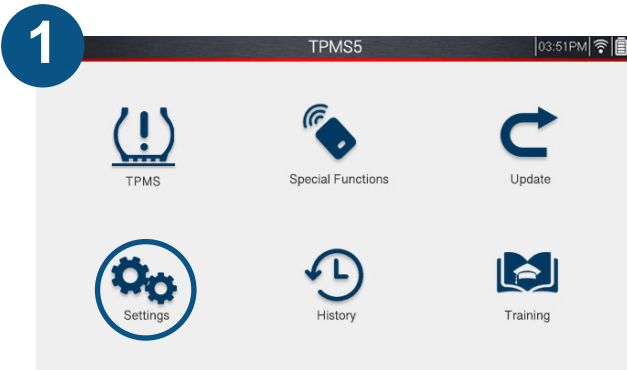 1
TPMS5 03:51PM
TPMS Special Functions Update
Settings History Training